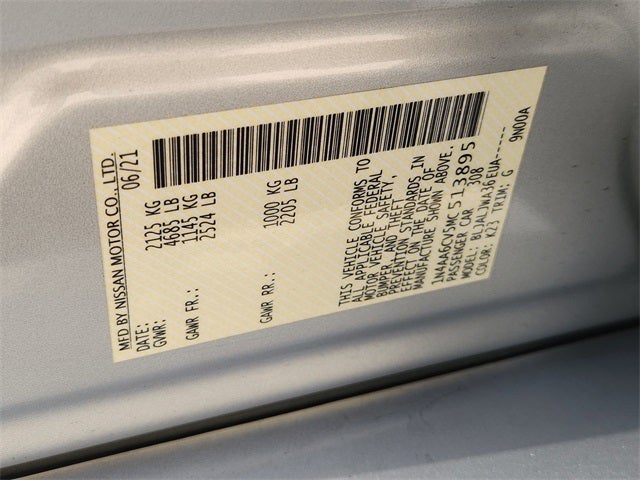 MFD BY NISSAN MOTOR CO., LTD.
DATE: 06/21
GVWR: 2125 KG
4685 LB
GAWR FR.: 1145 KG
2524 LB
GAWR RR.: 1000 KG
2205 LB
THIS VEHICLE CONFORMS TO
ALL APPLICABLE FEDERAL
MOTOR VEHICLE SAFETY,
BUMPER, AND THEFT
PREVENTION STANDARDS IN
EFFECT ON THE DATE OF
MANUFACTURE SHOWN ABOVE.
1N4AA6CV5MC513895
PASSENGER CAR 308
MODEL: BLJALJWA36EUA-----
COLOR: K23 TRIM: G 9N00A